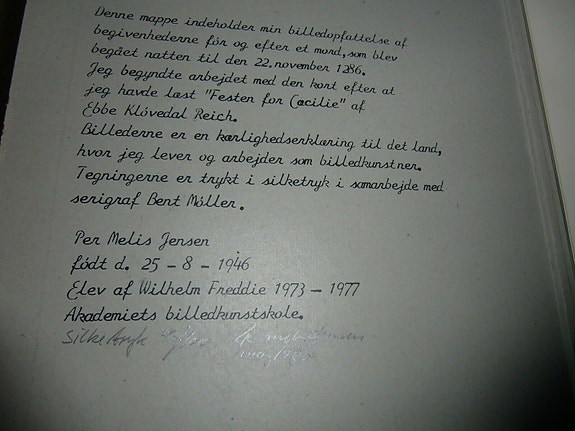 Denne mappe indeholder min billedopfattelse af
begivenhederne før og efter et mord, som blev
begået natten til den 22. november 1286.
Jeg begyndte arbejdet med den kort efter at
jeg havde læst "Festen for Cæcilie" af
Ebbe Kløvedal Reich.
Billederne er en kærlighedserklæring til det land,
hvor jeg lever og arbejder som billedkunstner.
Tegningerne er trykt i silketryk i samarbejde med
serigraf Bent Møller.
Per Melis Jensen
født d. 25 - 8 - 1946
Elev af Wilhelm Freddie 1973 - 1977
Akademiets billedkunstskole.
Silketryk